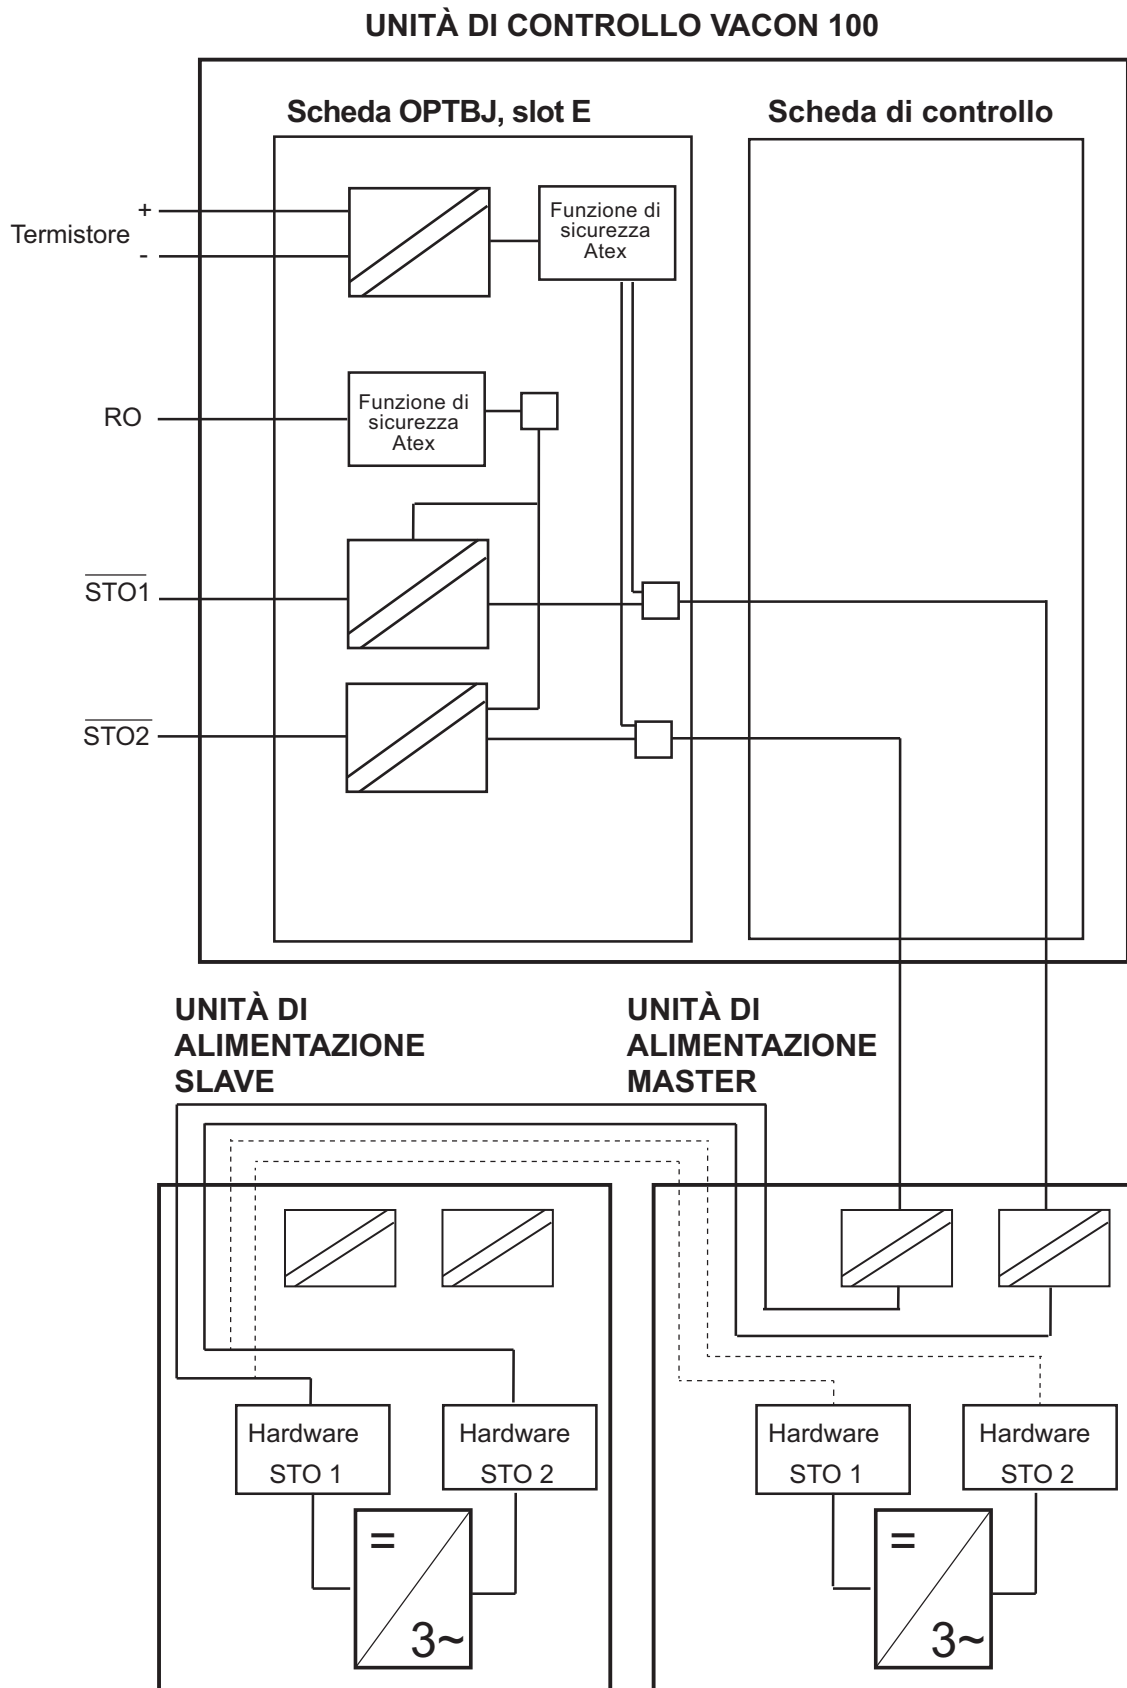 UNITÀ DI CONTROLLO VACON 100
Scheda OPTBJ, slot E
Scheda di controllo
+
Termistore
-
Funzione di
sicurezza
Atex
RO
Funzione di
sicurezza
Atex
STO1
STO2
UNITÀ DI
ALIMENTAZIONE
SLAVE
UNITÀ DI
ALIMENTAZIONE
MASTER
Hardware
STO 1
Hardware
STO 2
Hardware
STO 1
Hardware
STO 2
=
3~
=
3~